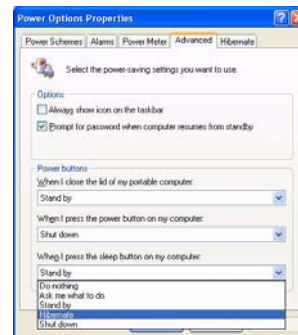 Power Options Properties
Power Schemes Alarms Power Meter Advanced Hibernate
Select the power-saving settings you want to use.
Options
Always show icon on the taskbar
Prompt for password when computer resumes from standby
Power buttons
When I close the lid of my portable computer:
Stand by
When I press the power button on my computer:
Shut down
When I press the sleep button on my computer:
Stand by
Do nothing
Ask me what to do
Stand by
Hibernate
Shut down